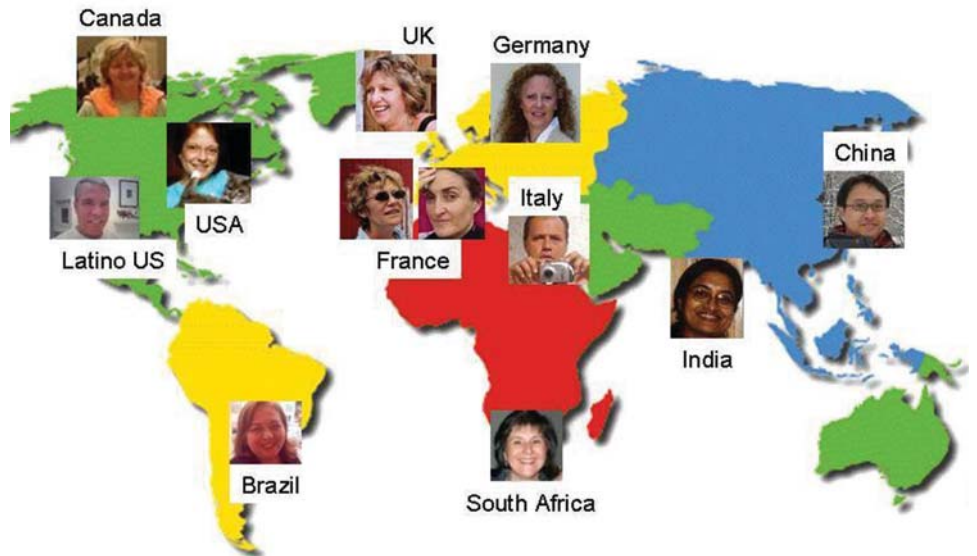 Canada
UK
Germany
China
USA
Italy
Latino US
France
India
Brazil
South Africa